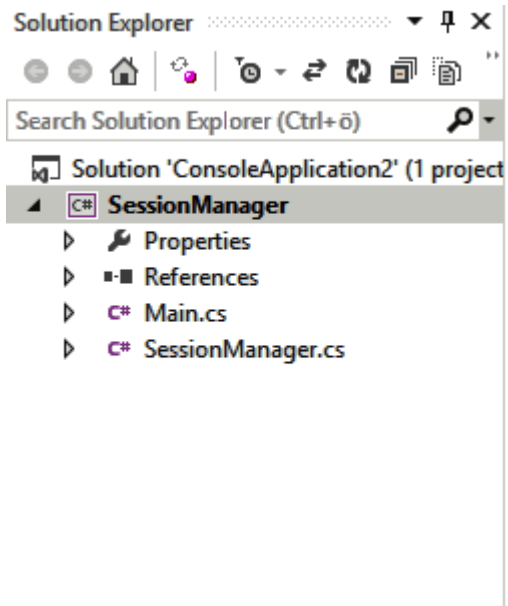 Solution Explorer
Search Solution Explorer (Ctrl+ö)
Solution 'ConsoleApplication2' (1 project
C# SessionManager
Properties
References
C# Main.cs
C# SessionManager.cs